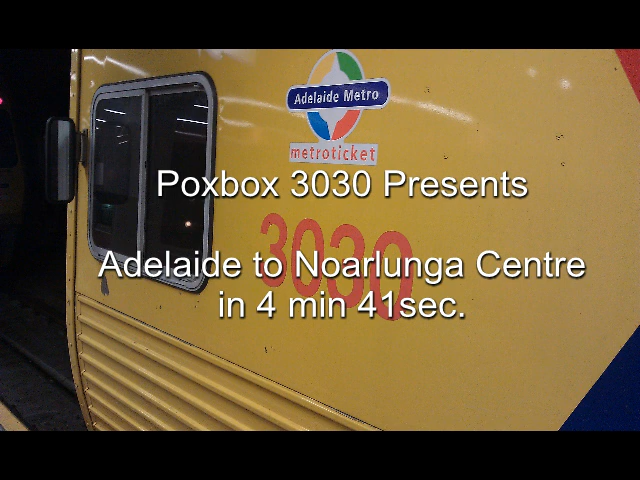 Adelaide Metro
metroticket
Poxbox 3030 Presents
3030
Adelaide to Noarlunga Centre
in 4 min 41sec.